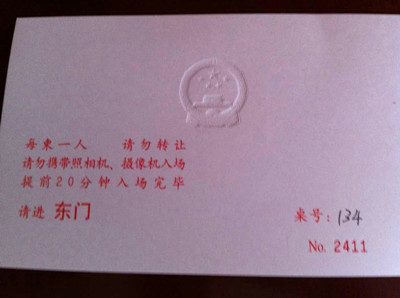 每柬一人 请勿转让
请勿携带照相机、摄像机入场
提前20分钟入场完毕
请进 东门
桌号：134
No. 2411